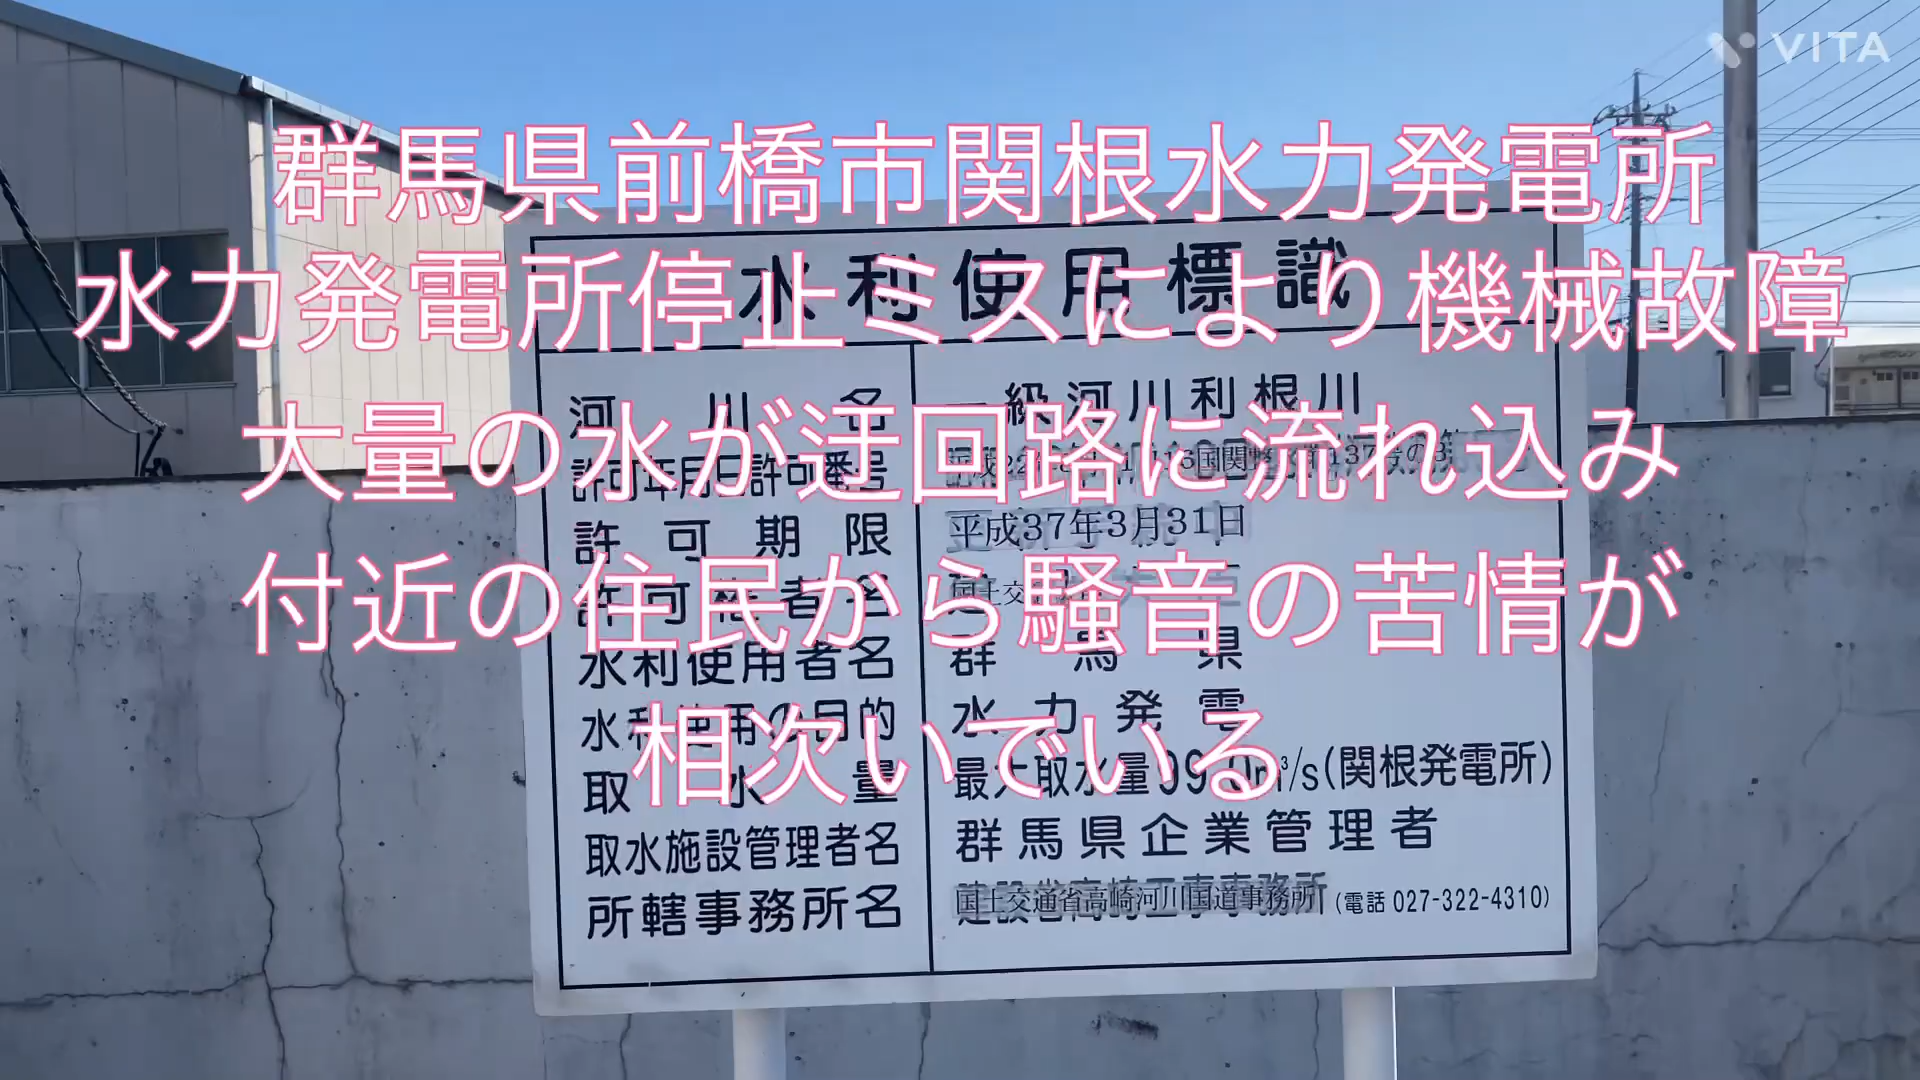 VITA
群馬県前橋市関根水力発電所
水力発電所停止ミスにより機械故障
大量の水が迂回路に流れ込み
付近の住民から騒音の苦情が
相次いでいる
水利使用標識
河川名 一級河川利根川
許可年月日許可番号
許可期限 平成37年3月31日
許可権者名 国土交
水利使用者名 群馬県
水利使用の目的 水力発電
取水量 最大取水量 m³/s(関根発電所)
取水施設管理者名 群馬県企業管理者
所轄事務所名 国土交通省高崎河川国道事務所 (電話 027-322-4310)